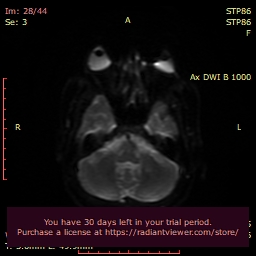 Im: 28/44
Se: 3
A
STP86
STP86
F
Ax DWI B 1000
R
L
You have 30 days left in your trial period.
Purchase a license at https://radiantviewer.com/store/